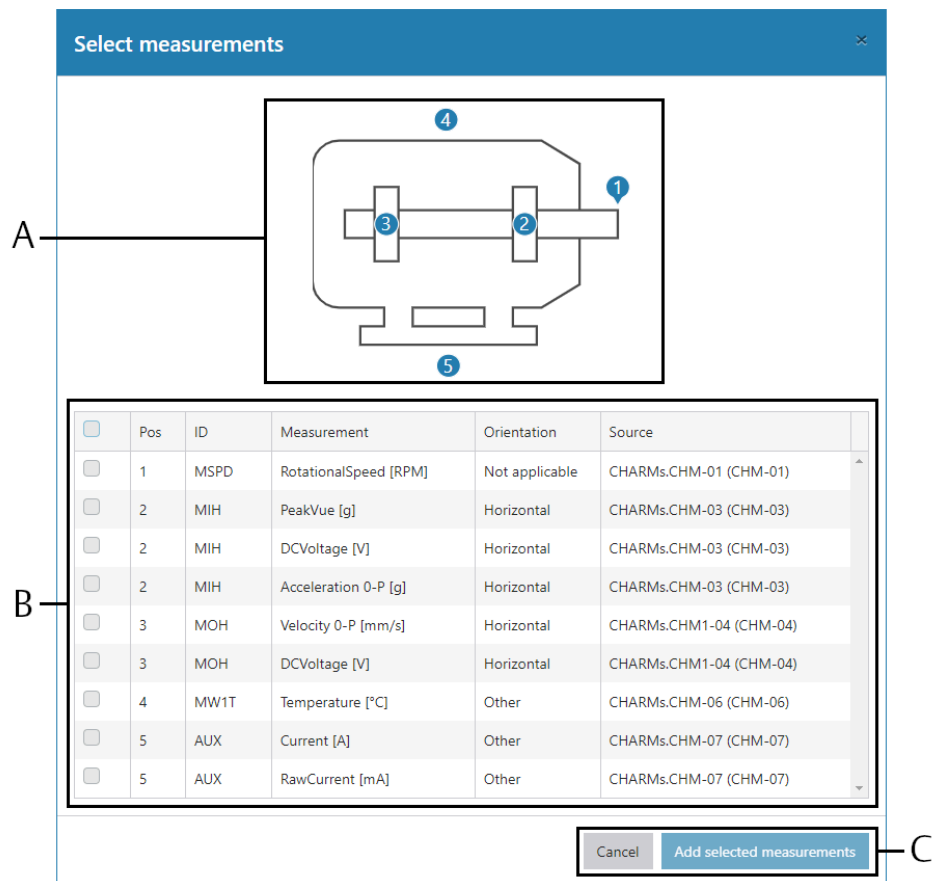 Select measurements ×
4
1
A
3 2
5
Pos ID Measurement Orientation Source
1 MSPD RotationalSpeed [RPM] Not applicable CHARMs.CHM-01 (CHM-01)
2 MIH PeakVue [g] Horizontal CHARMs.CHM-03 (CHM-03)
2 MIH DCVoltage [V] Horizontal CHARMs.CHM-03 (CHM-03)
2 MIH Acceleration 0-P [g] Horizontal CHARMs.CHM-03 (CHM-03)
B
3 MOH Velocity 0-P [mm/s] Horizontal CHARMs.CHM1-04 (CHM-04)
3 MOH DCVoltage [V] Horizontal CHARMs.CHM1-04 (CHM-04)
4 MW1T Temperature [°C] Other CHARMs.CHM-06 (CHM-06)
5 AUX Current [A] Other CHARMs.CHM-07 (CHM-07)
5 AUX RawCurrent [mA] Other CHARMs.CHM-07 (CHM-07)
Cancel Add selected measurements C